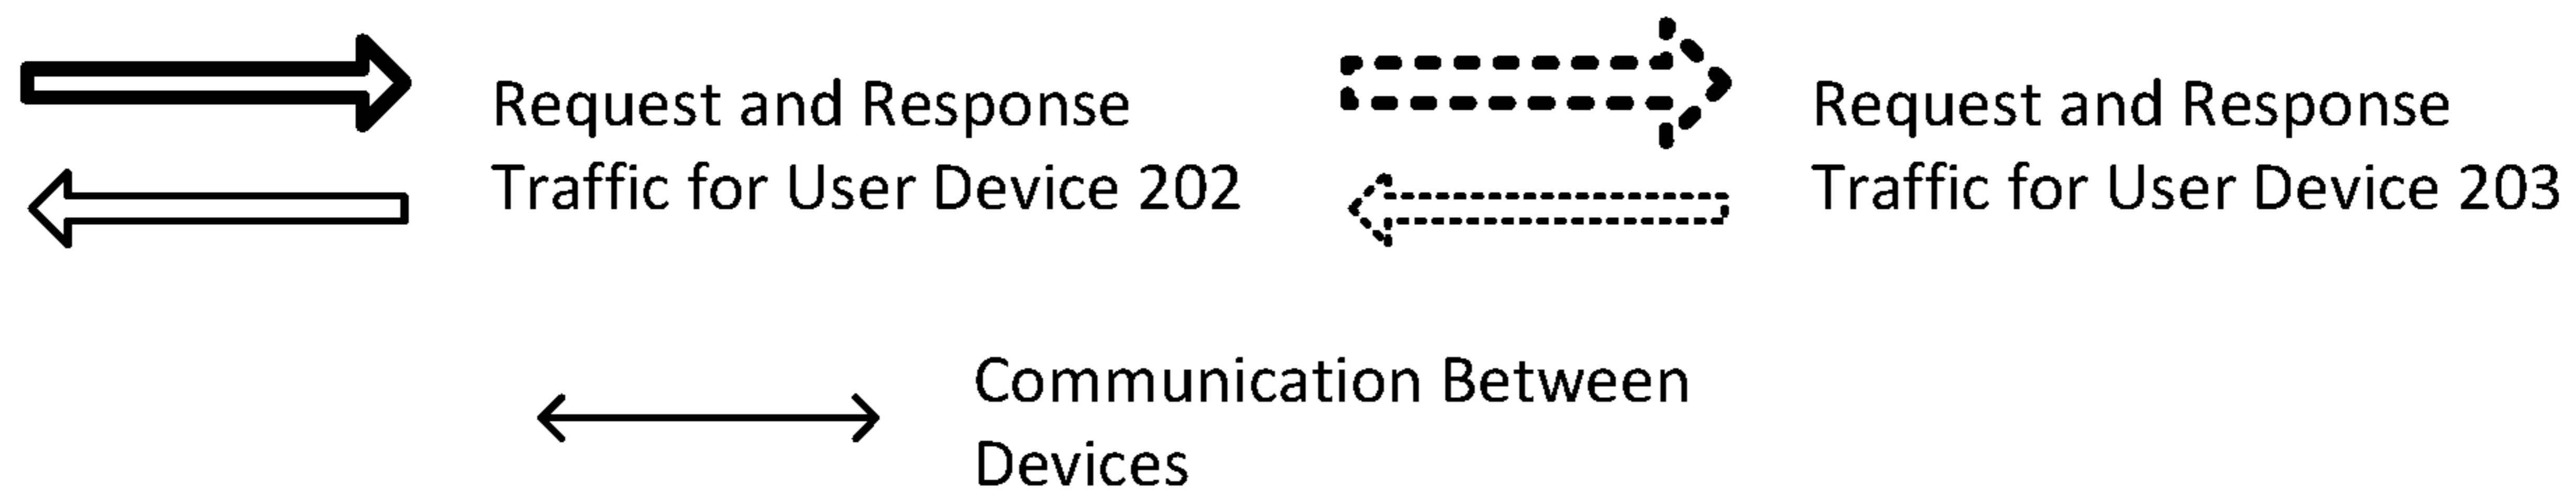 Request and Response
Traffic for User Device 202
Request and Response
Traffic for User Device 203
Communication Between
Devices